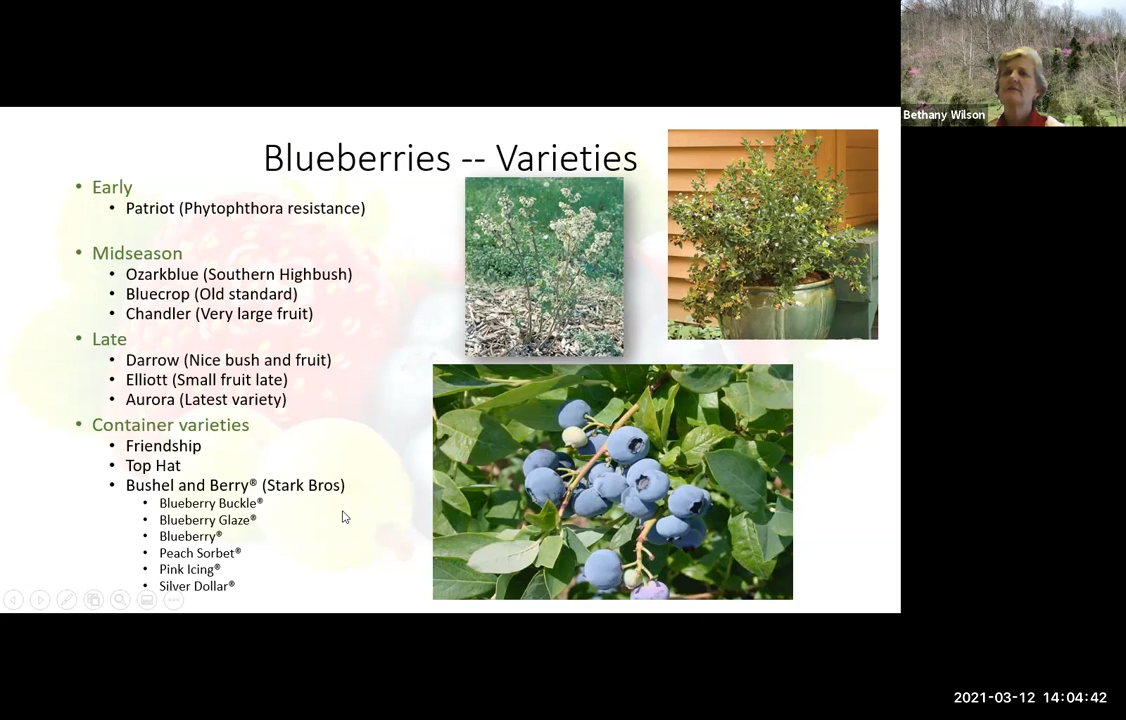 Blueberries -- Varieties
Early
Patriot (Phytophthora resistance)
Midseason
Ozarkblue (Southern Highbush)
Bluecrop (Old standard)
Chandler (Very large fruit)
Late
Darrow (Nice bush and fruit)
Elliott (Small fruit late)
Aurora (Latest variety)
Container varieties
Friendship
Top Hat
Bushel and Berry® (Stark Bros)
Blueberry Buckle®
Blueberry Glaze®
Blueberry®
Peach Sorbet®
Pink Icing®
Silver Dollar®
Bethany Wilson
2021-03-12 14:04:42